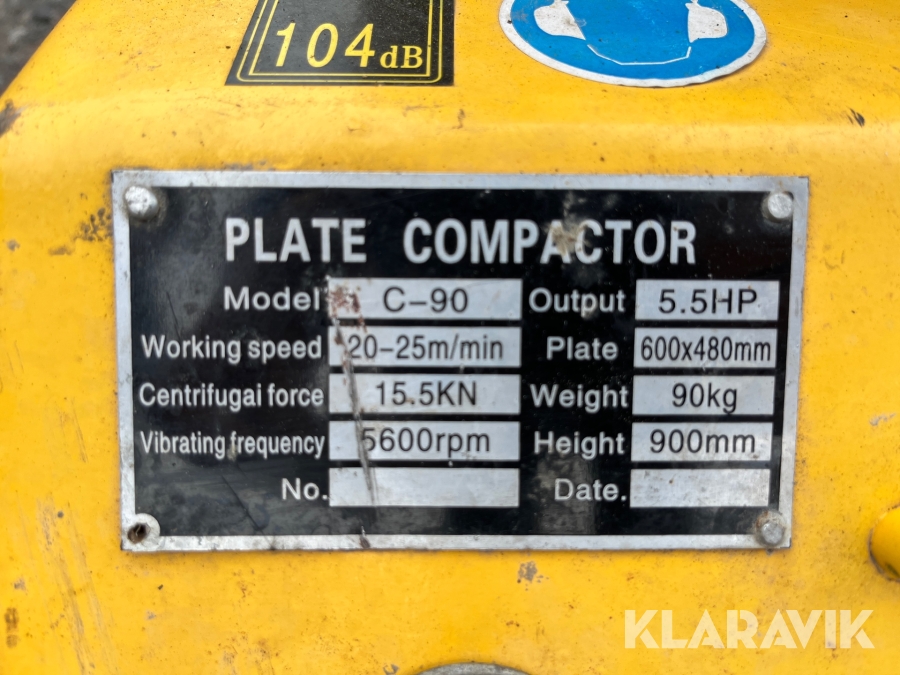 104dB
PLATE COMPACTOR
Model C-90 Output 5.5HP
Working speed 20-25m/min Plate 600x480mm
Centrifugai force 15.5KN Weight 90kg
Vibrating frequency 5600rpm Height 900mm
No. Date.
KLARAVIK